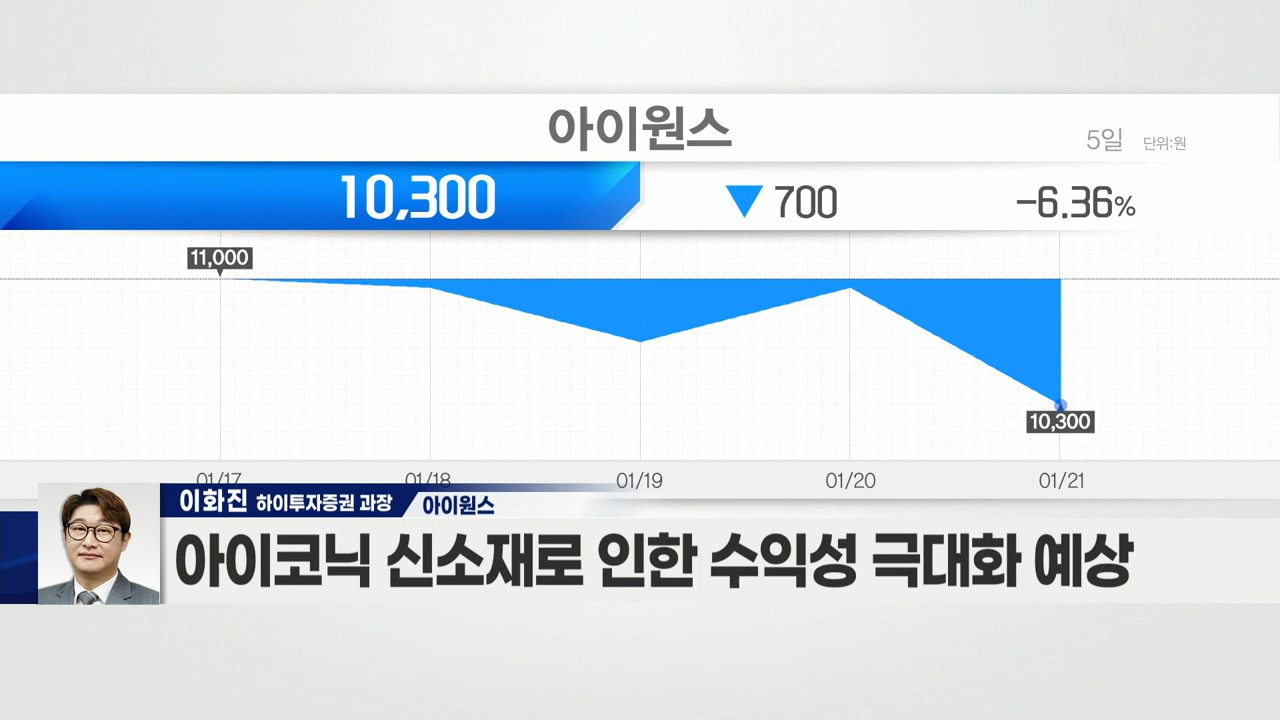 아이원스
5일 단위:원
10,300 ▼ 700 -6.36%
11,000
10,300
01/17 01/18 01/19 01/20 01/21
이화진 하이투자증권 과장 아이원스
아이코닉 신소재로 인한 수익성 극대화 예상